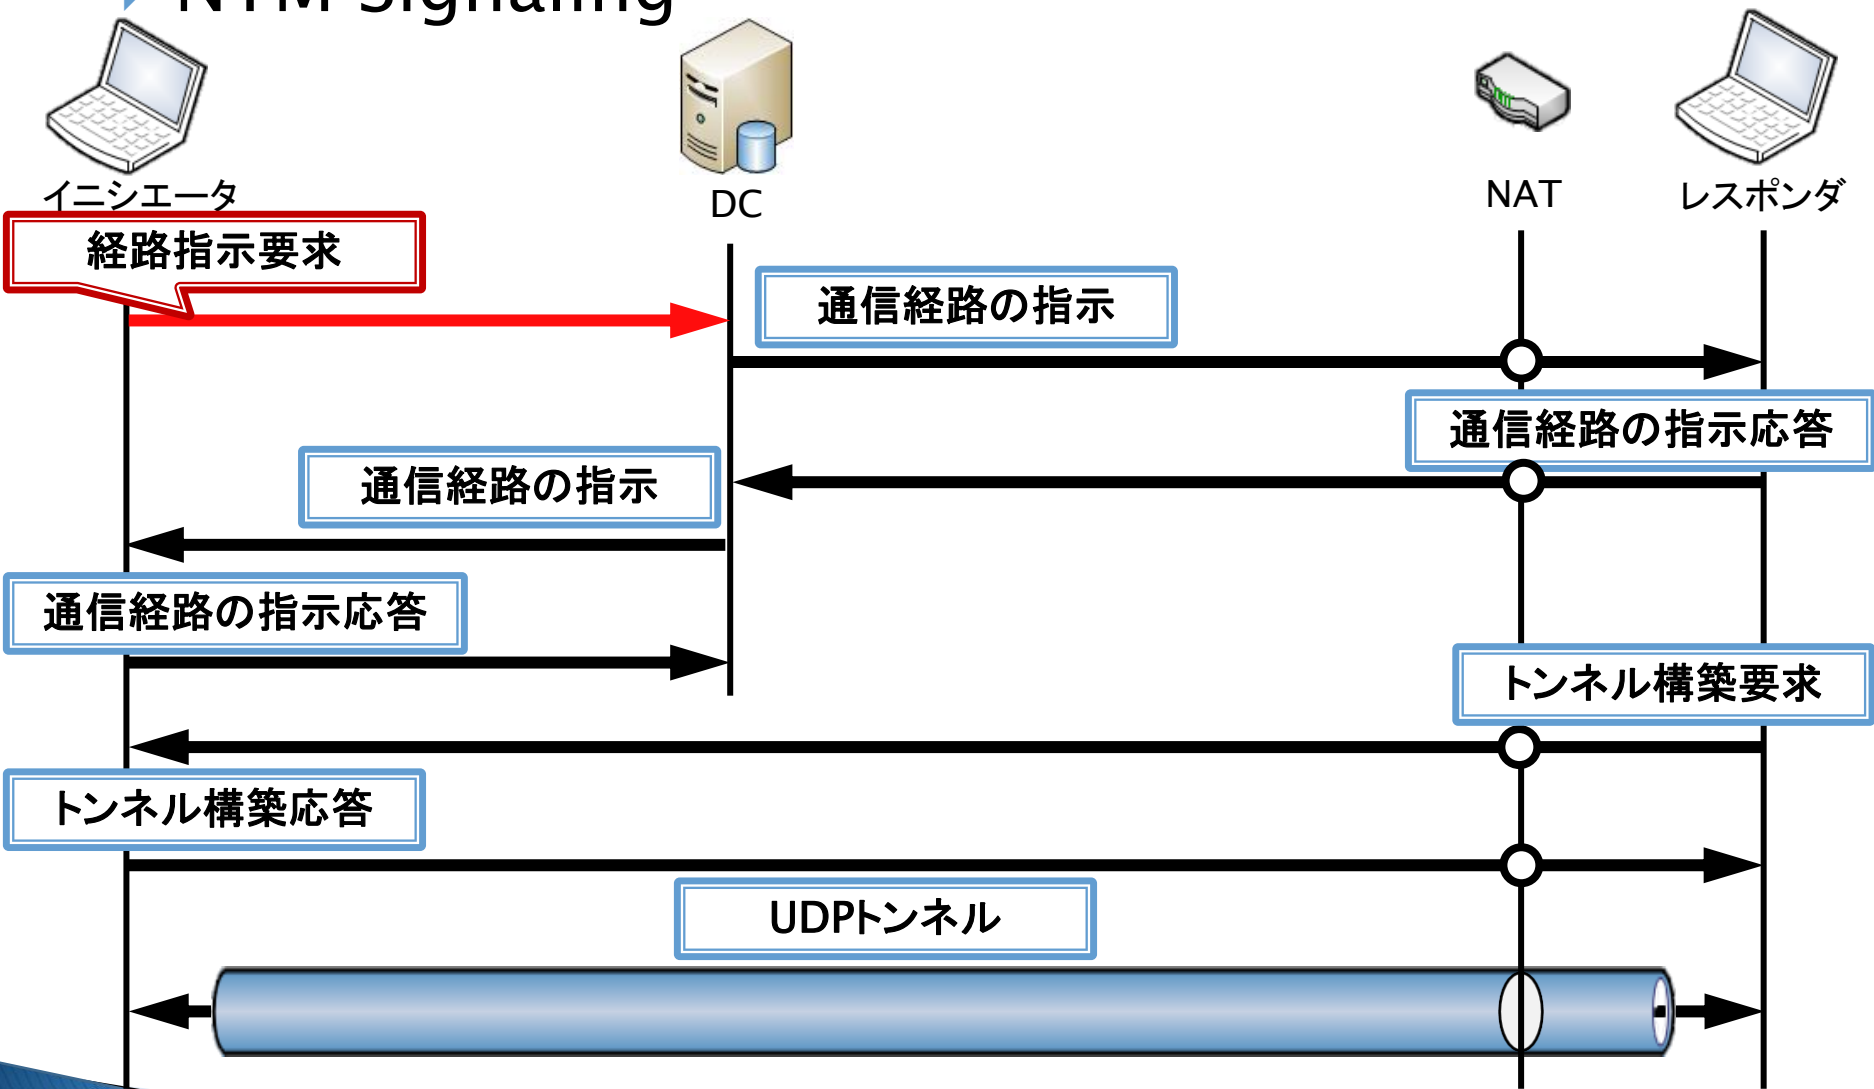 NTM Signaling
イニシエータ
DC
NAT
レスポンダ
経路指示要求
通信経路の指示
通信経路の指示応答
通信経路の指示
通信経路の指示応答
トンネル構築要求
トンネル構築応答
UDPトンネル